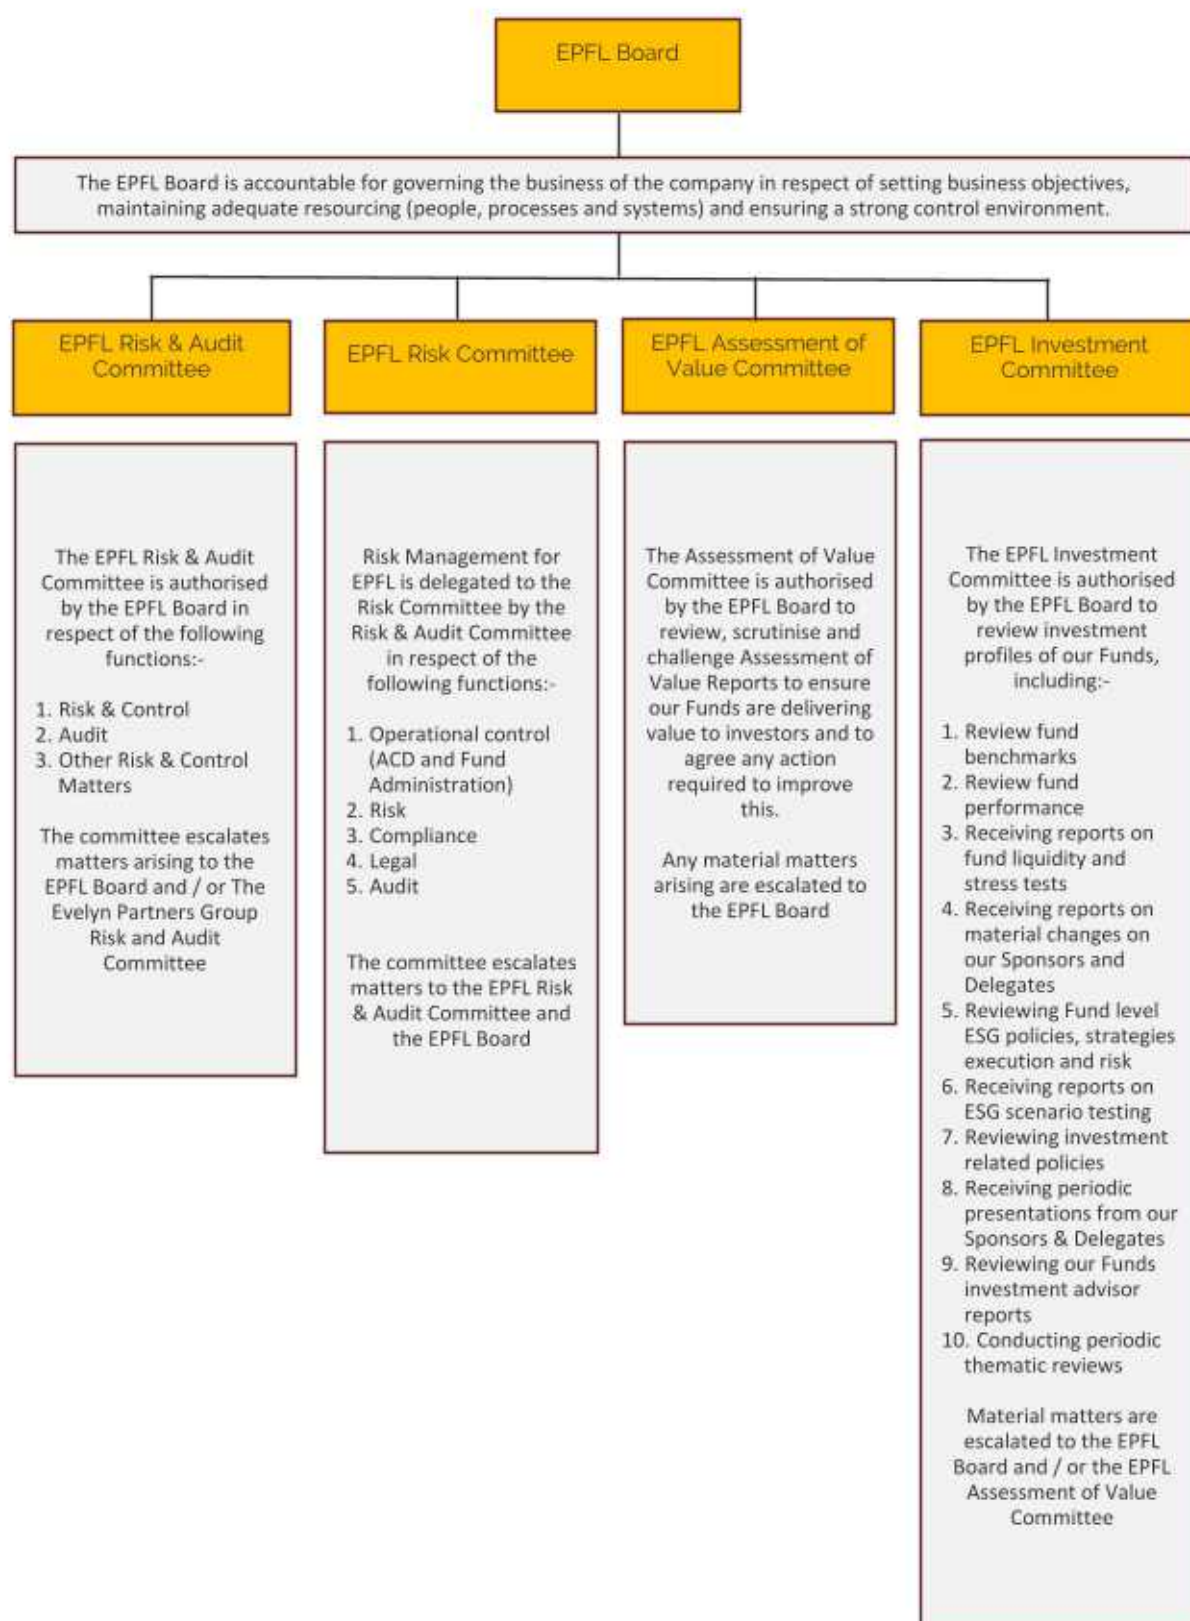 EPFL Board
The EPFL Board is accountable for governing the business of the company in respect of setting business objectives,
maintaining adequate resourcing (people, processes and systems) and ensuring a strong control environment.
EPFL Risk & Audit
Committee
EPFL Risk Committee
EPFL Assessment of
Value Committee
EPFL Investment
Committee
The EPFL Risk & Audit
Committee is authorised
by the EPFL Board in
respect of the following
functions:-
1. Risk & Control
2. Audit
3. Other Risk & Control
Matters
The committee escalates
matters arising to the
EPFL Board and / or The
Evelyn Partners Group
Risk and Audit
Committee
Risk Management for
EPFL is delegated to the
Risk Committee by the
Risk & Audit Committee
in respect of the
following functions:-
1. Operational control
(ACD and Fund
Administration)
2. Risk
3. Compliance
4. Legal
5. Audit
The committee escalates
matters to the EPFL Risk
& Audit Committee and
the EPFL Board
The Assessment of Value
Committee is authorised
by the EPFL Board to
review, scrutinise and
challenge Assessment of
Value Reports to ensure
our Funds are delivering
value to investors and to
agree any action
required to improve
this.
Any material matters
arising are escalated to
the EPFL Board
The EPFL Investment
Committee is authorised
by the EPFL Board to
review investment
profiles of our Funds,
including:-
1. Review fund
benchmarks
2. Review fund
performance
3. Receiving reports on
fund liquidity and
stress tests
4. Receiving reports on
material changes on
our Sponsors and
Delegates
5. Reviewing Fund level
ESG policies, strategies
execution and risk
6. Receiving reports on
ESG scenario testing
7. Reviewing investment
related policies
8. Receiving periodic
presentations from our
Sponsors & Delegates
9. Reviewing our Funds
investment advisor
reports
10. Conducting periodic
thematic reviews
Material matters are
escalated to the EPFL
Board and / or the EPFL
Assessment of Value
Committee